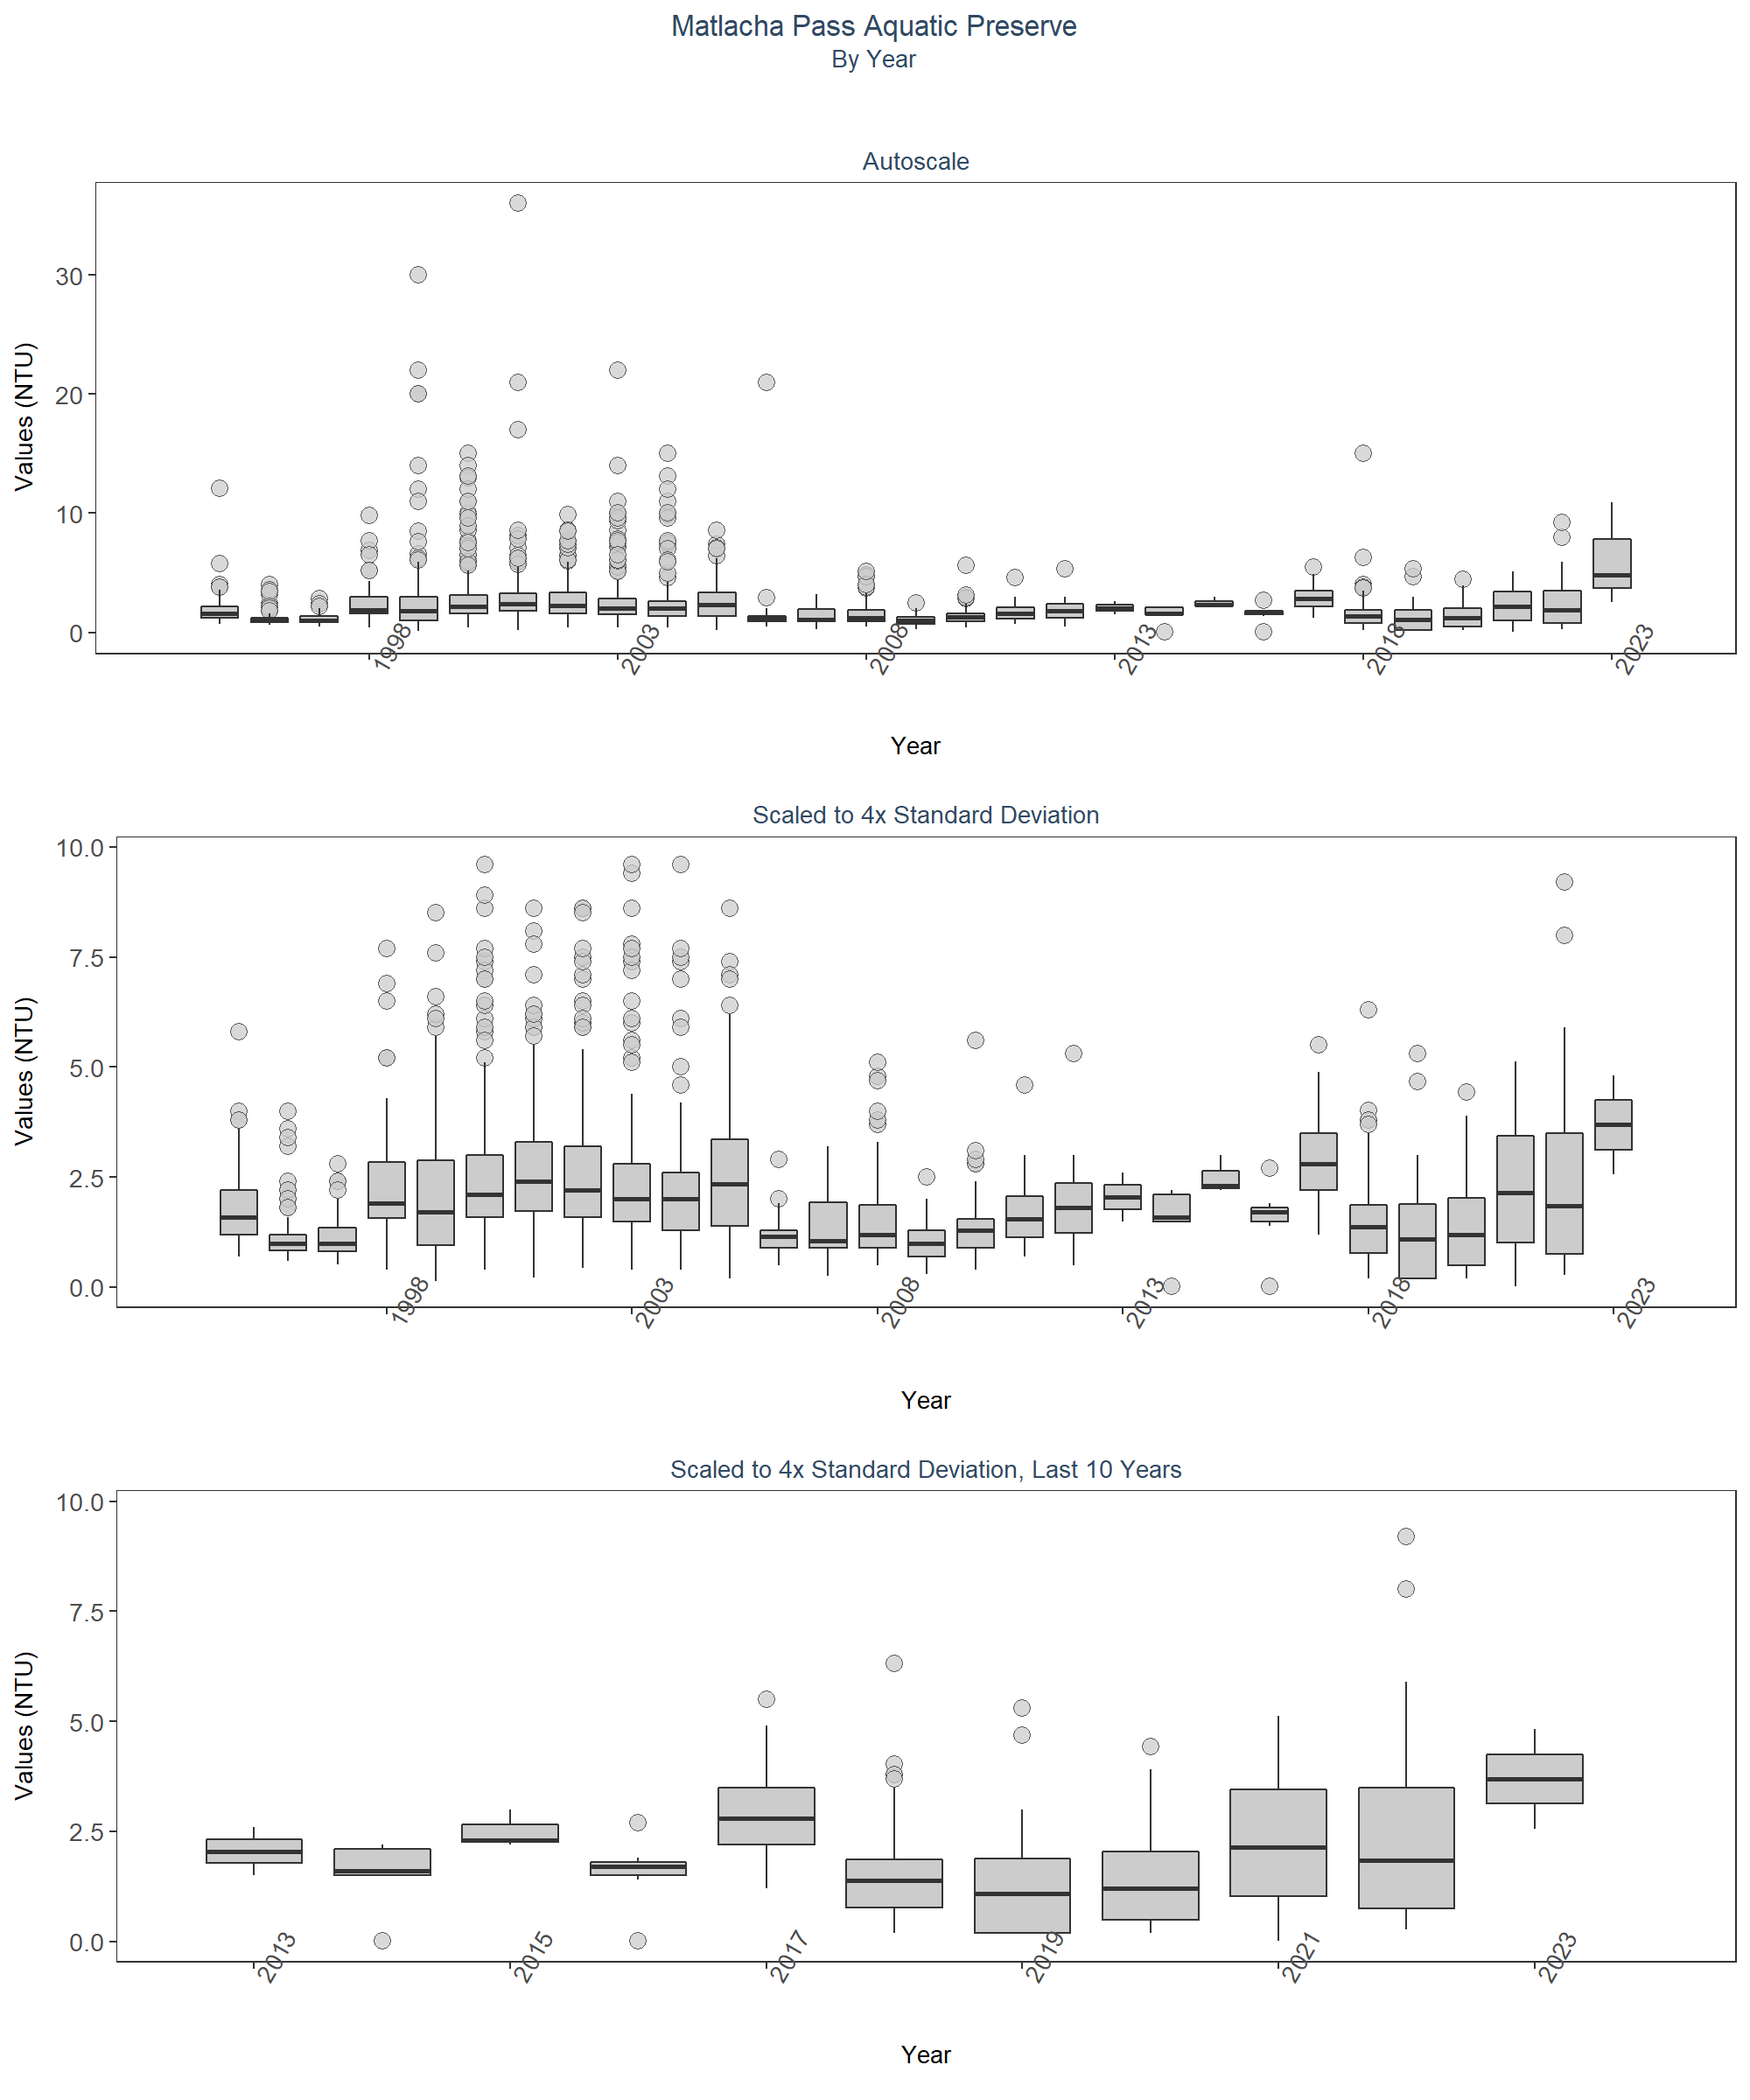 Matlacha Pass Aquatic Preserve
By Year
Autoscale
Values (NTU)
30
20
10
0
1998
2003
2008
2013
2018
2023
Year
Scaled to 4x Standard Deviation
Values (NTU)
10.0
7.5
5.0
2.5
0.0
1998
2003
2008
2013
2018
2023
Year
Scaled to 4x Standard Deviation, Last 10 Years
Values (NTU)
10.0
7.5
5.0
2.5
0.0
2013
2015
2017
2019
2021
2023
Year